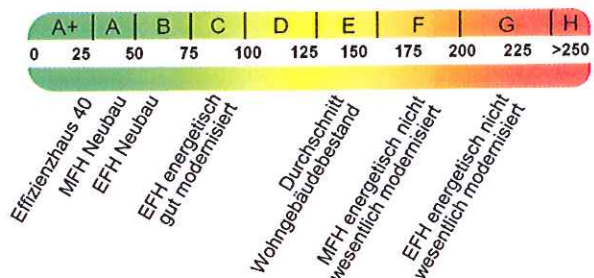 A+ A B C D E F G H
0 25 50 75 100 125 150 175 200 225 >250
Effizienzhaus 40
MFH Neubau
EFH Neubau
EFH energetisch
gut modernisiert
Durchschnitt
Wohngebäudebestand
MFH energetisch nicht
wesentlich modernisiert
EFH energetisch nicht
wesentlich modernisiert